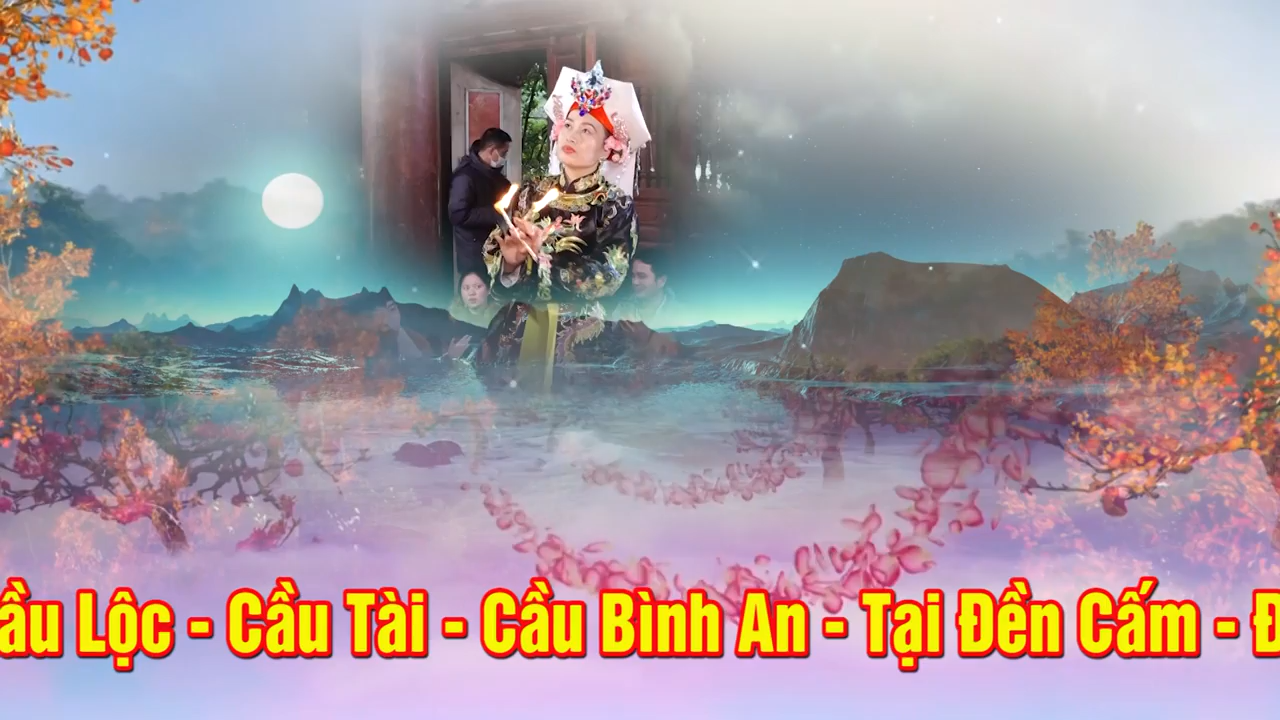 ầu Lộc - Cầu Tài - Cầu Bình An - Tại Đền Cấm - Đ